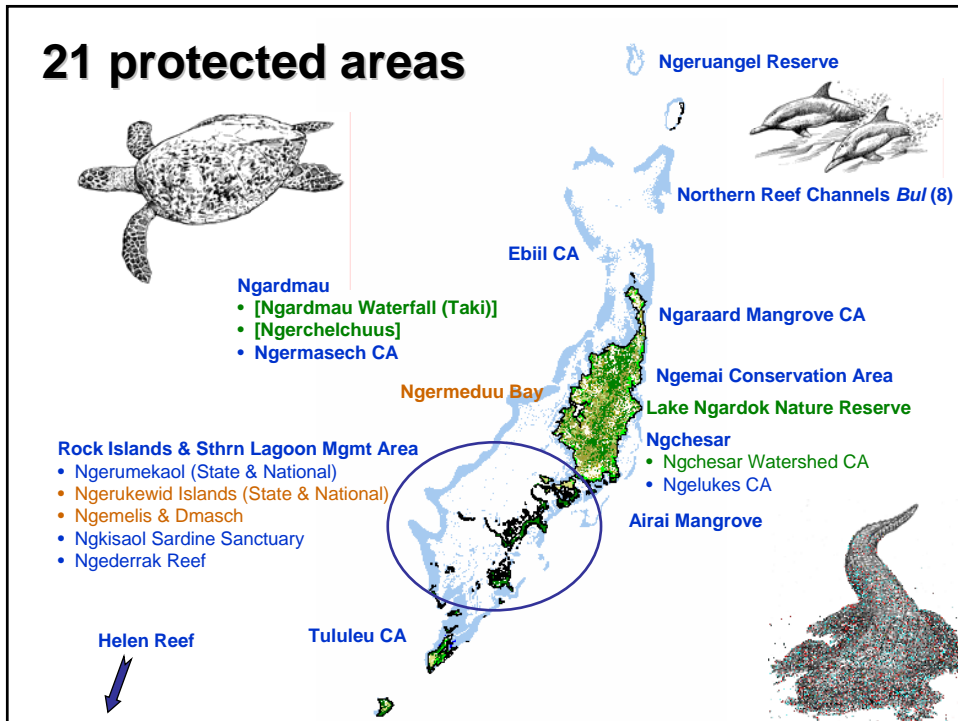 21 protected areas
Ngeruangel Reserve
Northern Reef Channels Bul (8)
Ebiil CA
Ngardmau
• [Ngardmau Waterfall (Taki)]
• [Ngerchelchuus]
• Ngermasech CA
Ngaraard Mangrove CA
Ngemai Conservation Area
Ngermeduu Bay
Lake Ngardok Nature Reserve
Ngchesar
• Ngchesar Watershed CA
• Ngelukes CA
Rock Islands & Sthrn Lagoon Mgmt Area
• Ngerumekaol (State & National)
• Ngerukewid Islands (State & National)
• Ngemelis & Dmasch
• Ngkisaol Sardine Sanctuary
• Ngederrak Reef
Airai Mangrove
Helen Reef
Tululeu CA